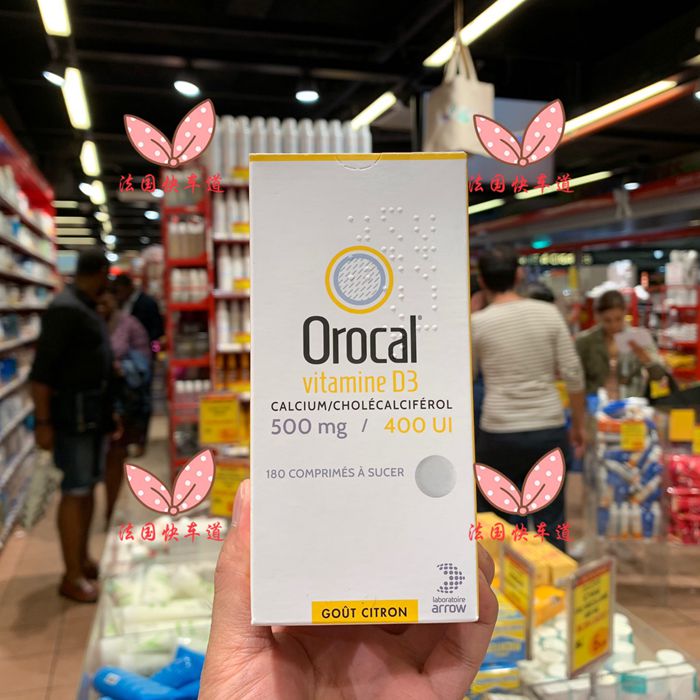 法国快车道
法国快车道
Orocal
vitamine D3
CALCIUM/CHOLÉCALCIFÉROL
500 mg / 400 UI
180 COMPRIMÉS À SUCER
法国快车道
法国快车道
laboratoire
arrow
GOÛT CITRON